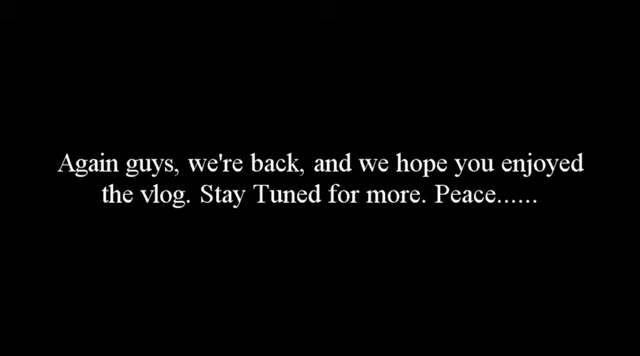 Again guys, we're back, and we hope you enjoyed
the vlog. Stay Tuned for more. Peace......